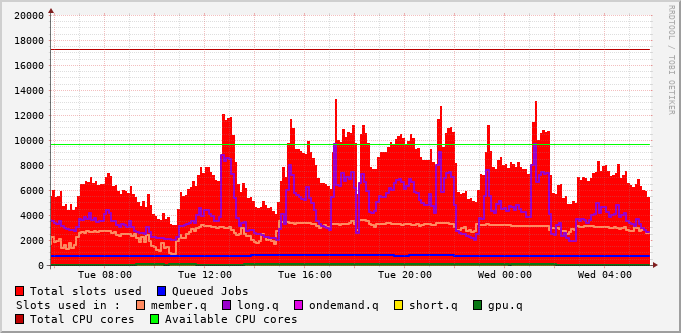 20000
18000
16000
14000
12000
10000
8000
6000
4000
2000
0
Tue 08:00 Tue 12:00 Tue 16:00 Tue 20:00 Wed 00:00 Wed 04:00
RRDTOOL / TOBI OETIKER
Total slots used Queued Jobs
Slots used in : member.q long.q ondemand.q short.q gpu.q
Total CPU cores Available CPU cores